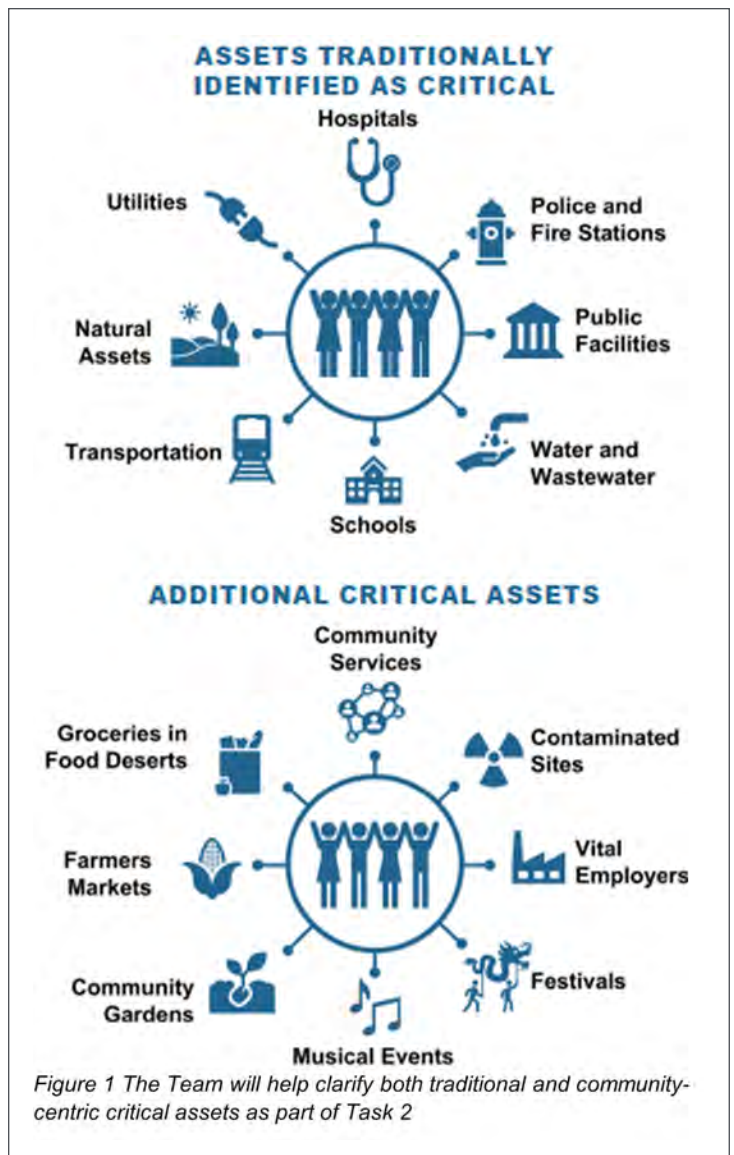 ASSETS TRADITIONALLY
IDENTIFIED AS CRITICAL
Hospitals
Utilities
Police and
Fire Stations
Natural
Assets
Public
Facilities
Transportation
Water and
Wastewater
Schools
ADDITIONAL CRITICAL ASSETS
Community
Services
Groceries in
Food Deserts
Contaminated
Sites
Farmers
Markets
Vital
Employers
Community
Gardens
Festivals
Musical Events
Figure 1 The Team will help clarify both traditional and community-
centric critical assets as part of Task 2